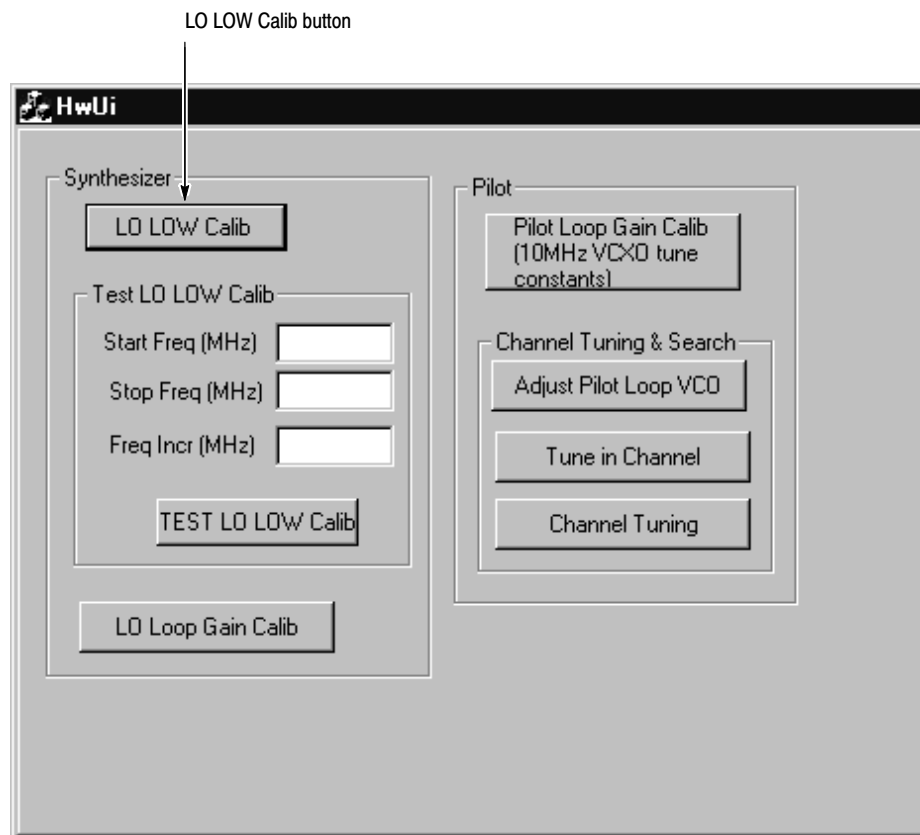 LO LOW Calib button
HwUi
Synthesizer
LO LOW Calib
Test LO LOW Calib
Start Freq (MHz)
Stop Freq (MHz)
Freq Incr (MHz)
TEST LO LOW Calib
LO Loop Gain Calib
Pilot
Pilot Loop Gain Calib
(10MHz VCXO tune
constants)
Channel Tuning & Search
Adjust Pilot Loop VCO
Tune in Channel
Channel Tuning